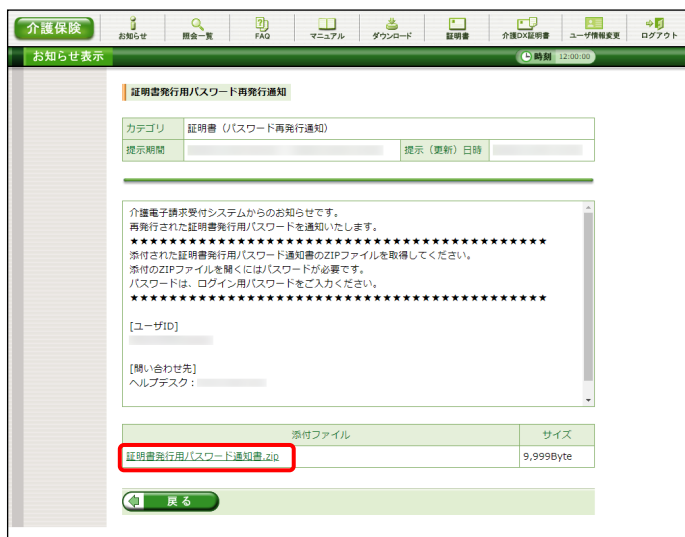 介護保険
お知らせ 照会一覧 FAQ マニュアル ダウンロード 証明書 介護DX証明書 ユーザ情報変更 ログアウト
お知らせ表示 時刻 12:00:00
証明書発行用パスワード再発行通知
カテゴリ 証明書（パスワード再発行通知）
提示期間 提示（更新）日時
介護電子請求受付システムからのお知らせです。
再発行された証明書発行用パスワードを通知いたします。
★★★★★★★★★★★★★★★★★★★★★★★★★★★★★★★★★★★★★★★★★★★
添付された証明書発行用パスワード通知書のZIPファイルを取得してください。
添付のZIPファイルを開くにはパスワードが必要です。
パスワードは、ログイン用パスワードをご入力ください。
★★★★★★★★★★★★★★★★★★★★★★★★★★★★★★★★★★★★★★★★★★★
[ユーザID]
[問い合わせ先]
ヘルプデスク：
添付ファイル サイズ
証明書発行用パスワード通知書.zip 9,999Byte
戻る